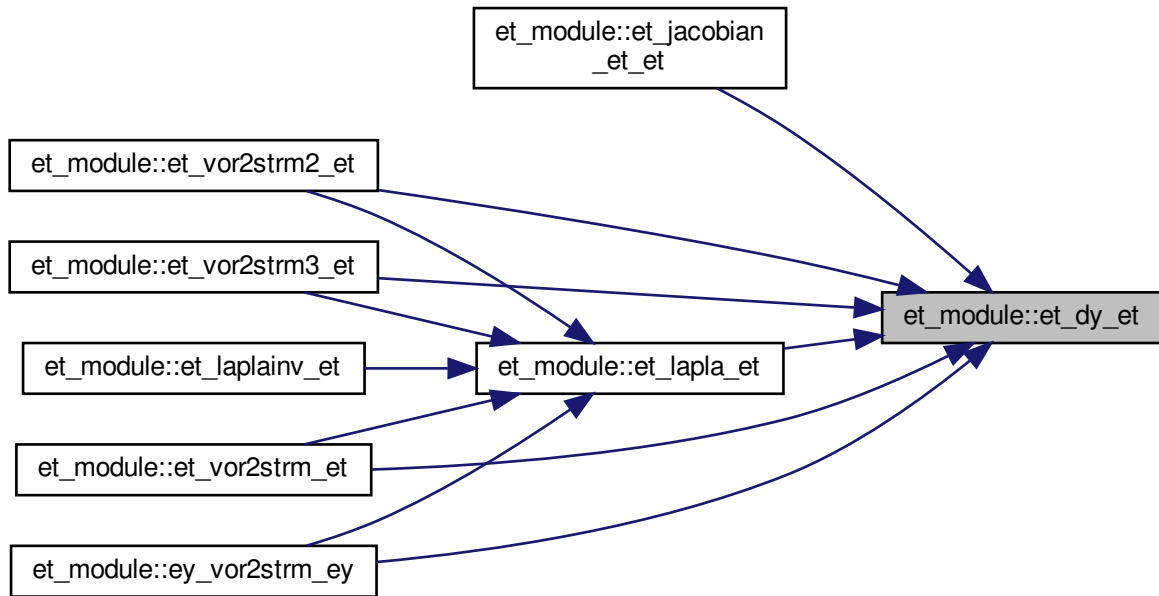 et_module::et_jacobian
_et_et
et_module::et_vor2strm2_et
et_module::et_vor2strm3_et
et_module::et_dy_et
et_module::et_laplainv_et
et_module::et_lapla_et
et_module::et_vor2strm_et
et_module::ey_vor2strm_ey